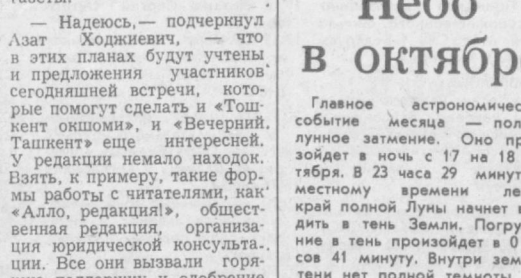 — Надеюсь,— подчеркнул
Азат Ходжиевич, — что
в этих планах будут учтены
и предложения участников
сегодняшней встречи, кото-
рые помогут сделать и «Тош-
кент окшоми», и «Вечерний
Ташкент» еще интересней.
У редакции немало находок.
Взять, к примеру, такие фор-
мы работы с читателями, как
«Алло, редакция!», общест-
венная редакция, организа-
ция юридической консульта-
ции. Все они вызвали горя-
Небо
в октябр
Главное астрономичес
событие месяца — пол
лунное затмение. Оно пр
зойдет в ночь с 17 на 18
тября. В 23 часа 29 минут
местному времени ле
край полной Луны начнет в
дить в тень Земли. Погру
ние в тень произойдет в 0
сов 41 минуту. Внутри зем
тени нет полной темноты